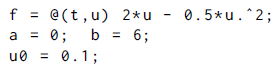 f = @(t,u) 2*u - 0.5*u.^2;
a = 0;  b = 6;
u0 = 0.1;